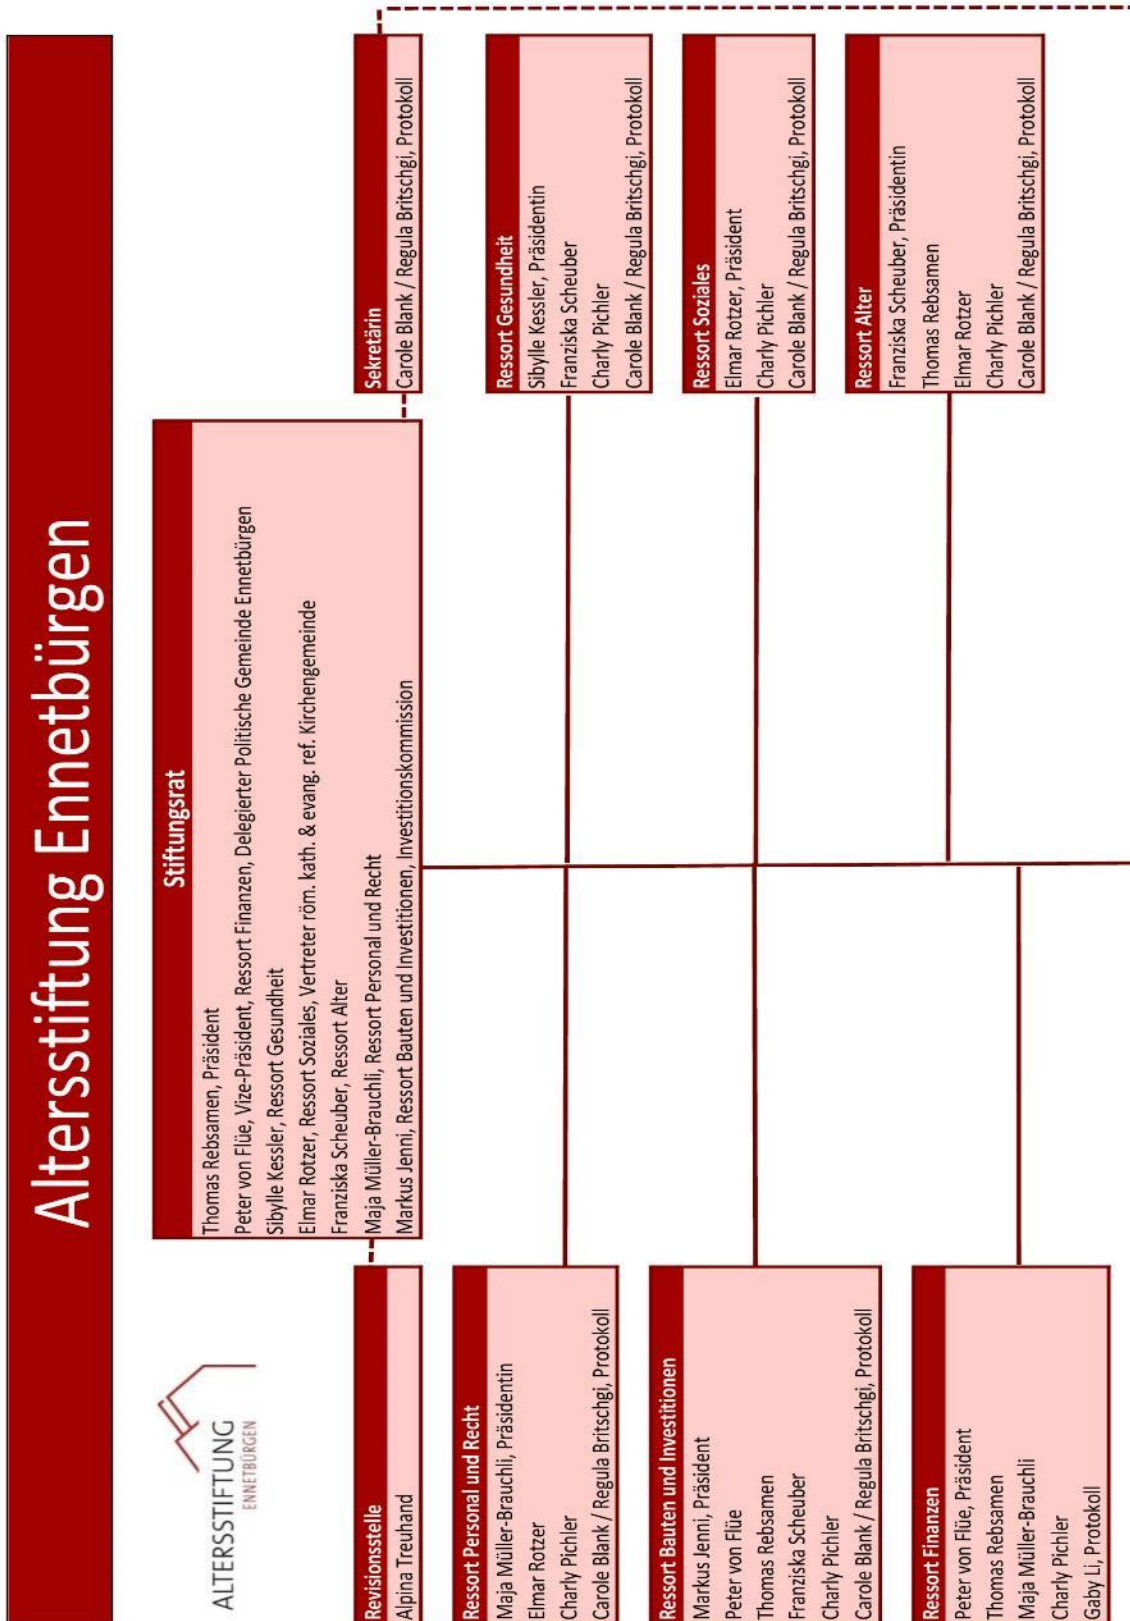 Altersstiftung Ennetbürgen
ALTERSSTIFTUNG
ENNETBÜRGEN
Stiftungsrat
Thomas Rebsamen, Präsident
Peter von Flüe, Vize-Präsident, Ressort Finanzen, Delegierter Politische Gemeinde Ennetbürgen
Sibylle Kessler, Ressort Gesundheit
Elmar Rotzer, Ressort Soziales, Vertreter röm. kath. & evang. ref. Kirchengemeinde
Franziska Scheuber, Ressort Alter
Maja Müller-Brauchli, Ressort Personal und Recht
Markus Jenni, Ressort Bauten und Investitionen, Investitionskommission
Revisionsstelle
Alpina Treuhand
Sekretärin
Carole Blank / Regula Britschgi, Protokoll
Ressort Personal und Recht
Maja Müller-Brauchli, Präsidentin
Elmar Rotzer
Charly Pichler
Carole Blank / Regula Britschgi, Protokoll
Ressort Gesundheit
Sibylle Kessler, Präsidentin
Franziska Scheuber
Charly Pichler
Carole Blank / Regula Britschgi, Protokoll
Ressort Bauten und Investitionen
Markus Jenni, Präsident
Peter von Flüe
Thomas Rebsamen
Franziska Scheuber
Charly Pichler
Carole Blank / Regula Britschgi, Protokoll
Ressort Soziales
Elmar Rotzer, Präsident
Charly Pichler
Carole Blank / Regula Britschgi, Protokoll
Ressort Finanzen
Peter von Flüe, Präsident
Thomas Rebsamen
Maja Müller-Brauchli
Charly Pichler
Gaby Li, Protokoll
Ressort Alter
Franziska Scheuber, Präsidentin
Thomas Rebsamen
Elmar Rotzer
Charly Pichler
Carole Blank / Regula Britschgi, Protokoll